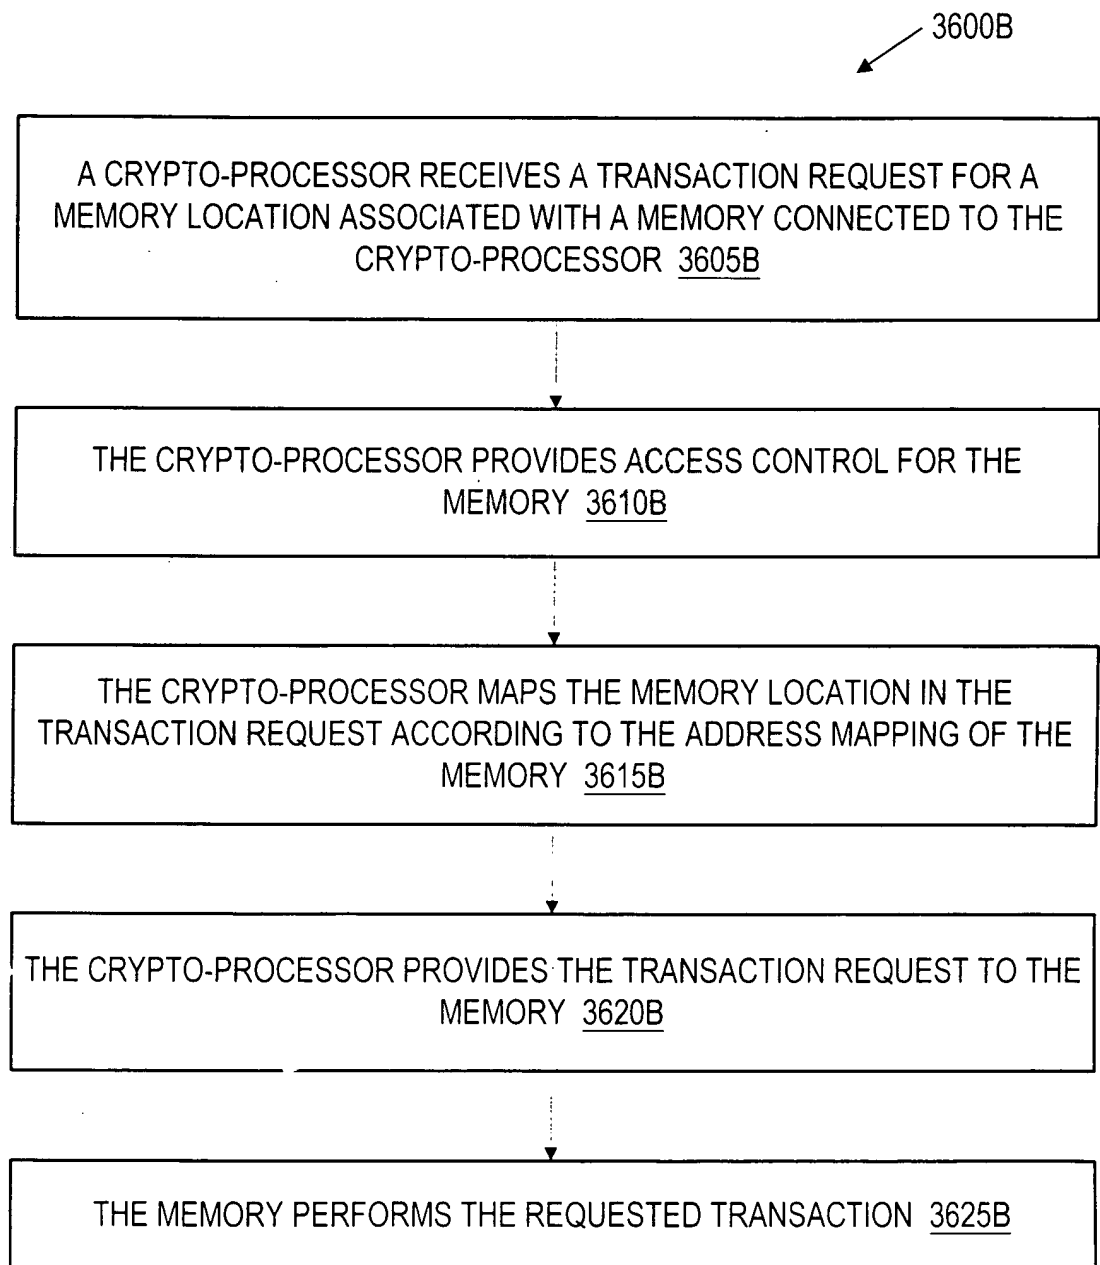 3600B
A CRYPTO-PROCESSOR RECEIVES A TRANSACTION REQUEST FOR A
MEMORY LOCATION ASSOCIATED WITH A MEMORY CONNECTED TO THE
CRYPTO-PROCESSOR 3605B
THE CRYPTO-PROCESSOR PROVIDES ACCESS CONTROL FOR THE
MEMORY 3610B
THE CRYPTO-PROCESSOR MAPS THE MEMORY LOCATION IN THE
TRANSACTION REQUEST ACCORDING TO THE ADDRESS MAPPING OF THE
MEMORY 3615B
THE CRYPTO-PROCESSOR PROVIDES THE TRANSACTION REQUEST TO THE
MEMORY 3620B
THE MEMORY PERFORMS THE REQUESTED TRANSACTION 3625B